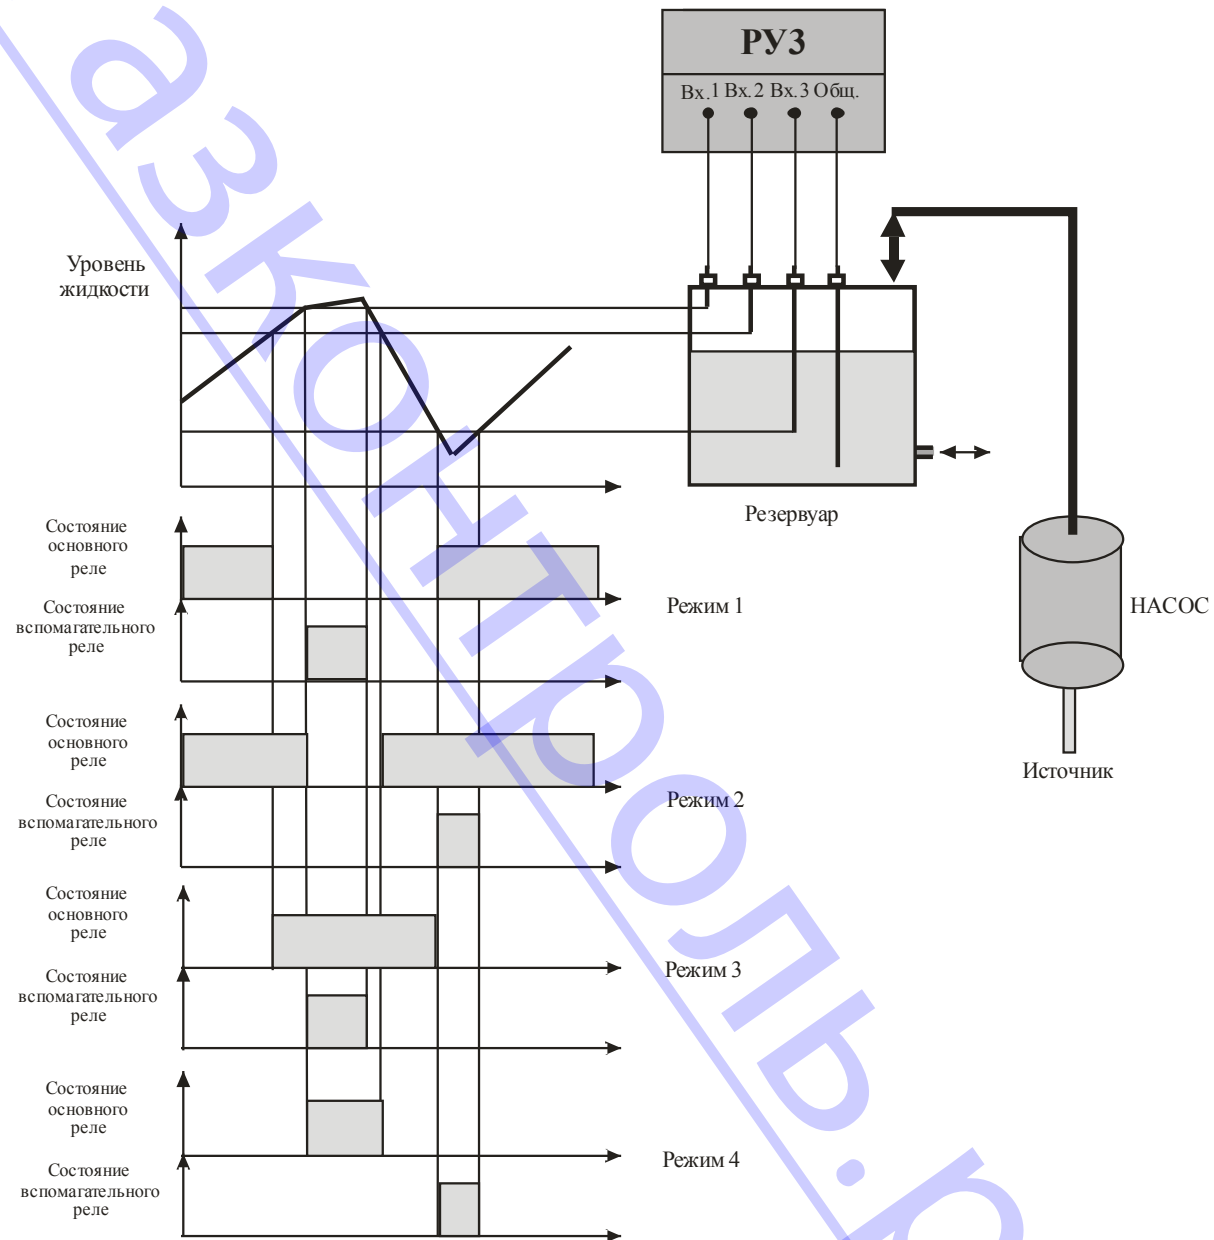 РУ3
Вх.1 Вх.2 Вх.3 Общ.
Уровень
жидкости
Резервуар
НАСОС
Источник
Состояние
основного
реле
Состояние
вспомагательного
реле
Режим 1
Состояние
основного
реле
Состояние
вспомагательного
реле
Режим 2
Состояние
основного
реле
Состояние
вспомагательного
реле
Режим 3
Состояние
основного
реле
Состояние
вспомагательного
реле
Режим 4
азконтроль.р